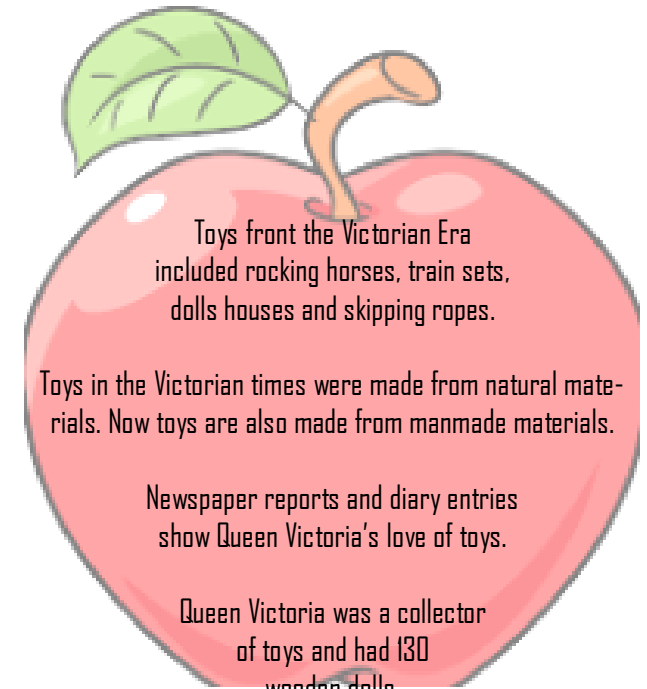 Toys front the Victorian Era
included rocking horses, train sets,
dolls houses and skipping ropes.
Toys in the Victorian times were made from natural mate-
rials. Now toys are also made from manmade materials.
Newspaper reports and diary entries
show Queen Victoria's love of toys.
Queen Victoria was a collector
of toys and had 130
wooden dolls